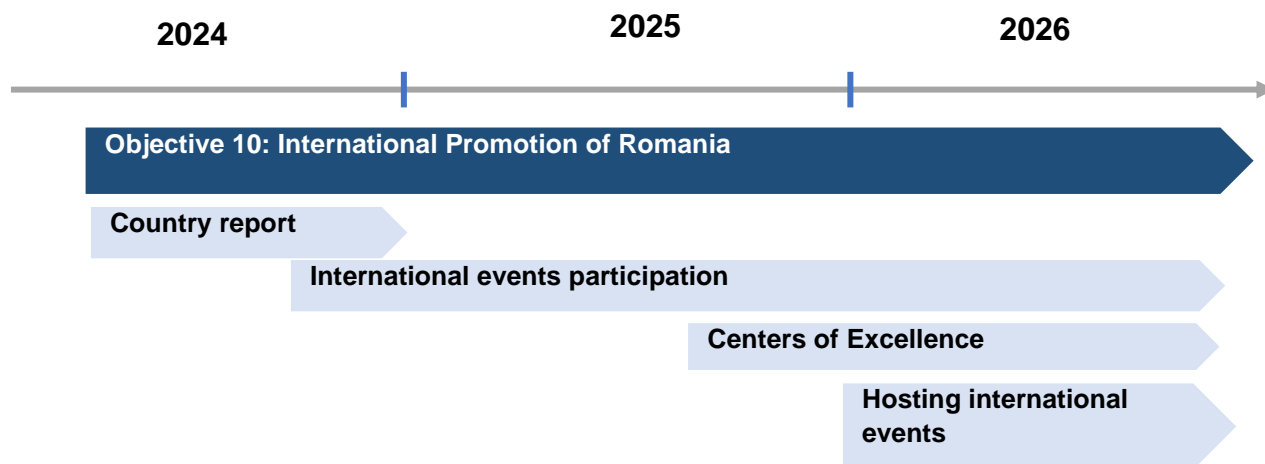 2024
2025
2026
Objective 10: International Promotion of Romania
Country report
International events participation
Centers of Excellence
Hosting international
events